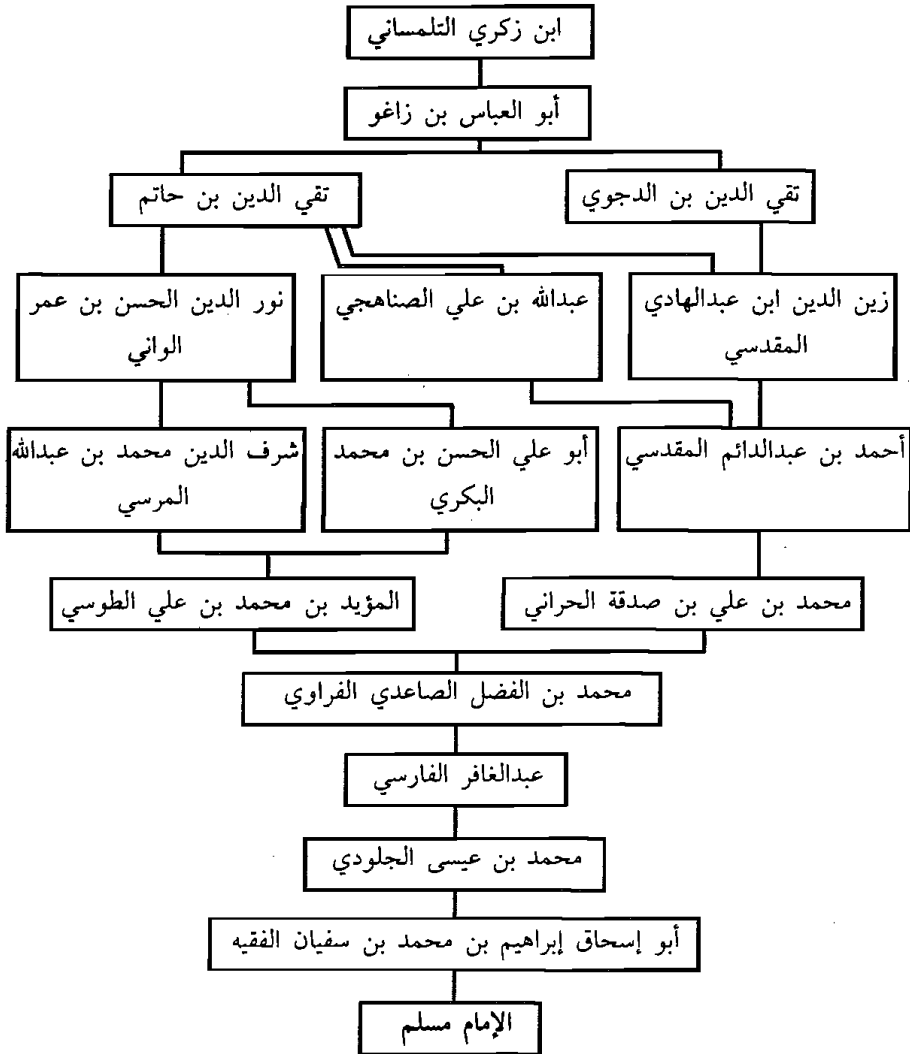 ابن زكري التلمساني
أبو العباس بن زاغو
تقي الدين بن الدجوي
تقي الدين بن حاتم
زين الدين ابن عبدالهادي
المقدسي
عبدالله بن علي الصناهجي
نور الدين الحسن بن عمر
الواني
أحمد بن عبدالدائم المقدسي
أبو علي الحسن بن محمد
البكري
شرف الدين محمد بن عبدالله
المرسي
محمد بن علي بن صدقة الحراني
المؤيد بن محمد بن علي الطوسي
محمد بن الفضل الصاعدي الفراوي
عبدالغافر الفارسي
محمد بن عيسى الجلودي
أبو إسحاق إبراهيم بن محمد بن سفيان الفقيه
الإمام مسلم